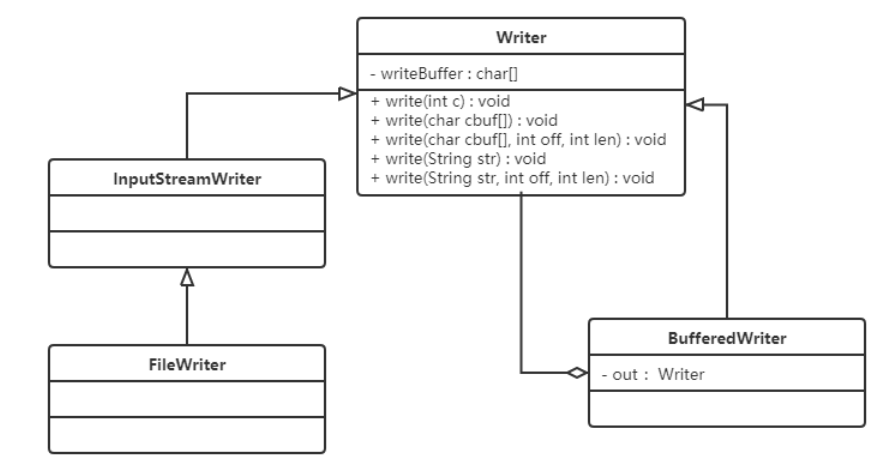 Writer
- writeBuffer : char[]
+ write(int c) : void
+ write(char cbuf[]) : void
+ write(char cbuf[], int off, int len) : void
+ write(String str) : void
+ write(String str, int off, int len) : void
InputStreamWriter
FileWriter
BufferedWriter
- out : Writer